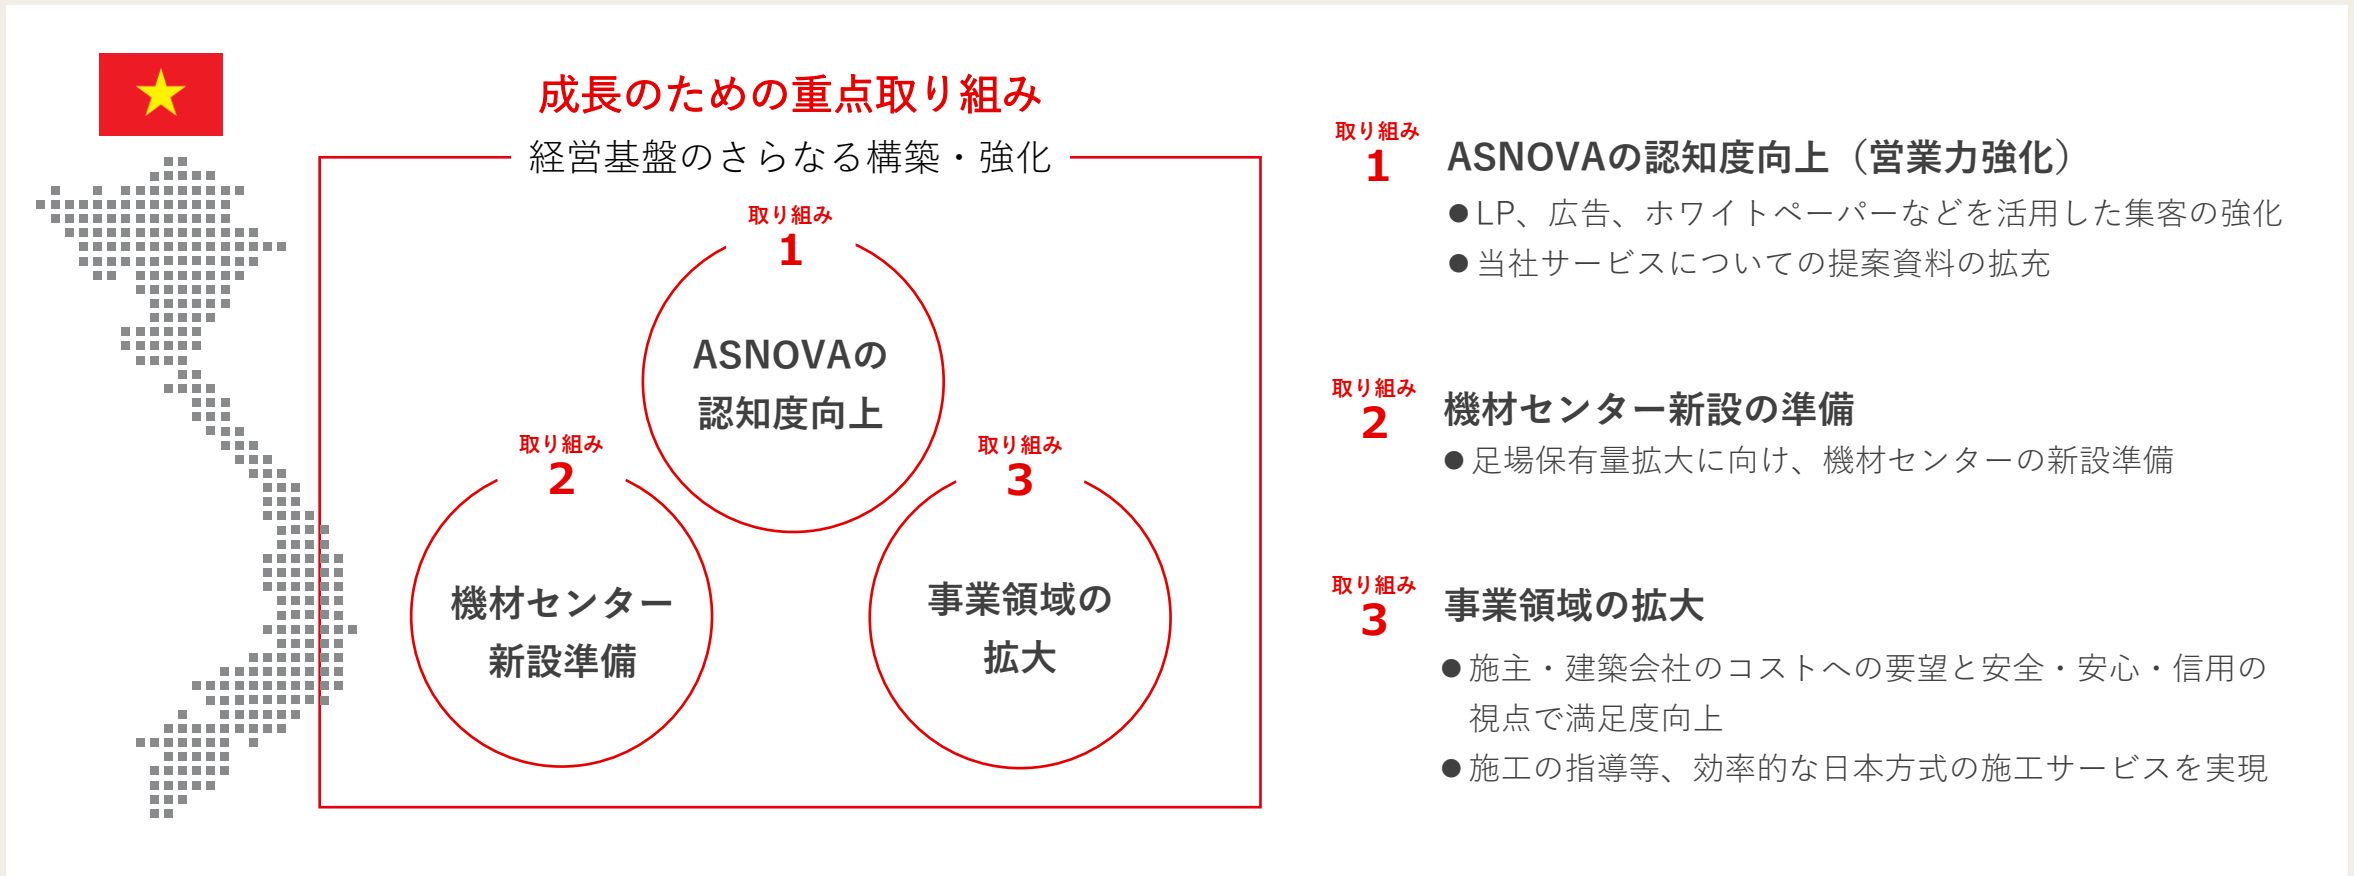 成長のための重点取り組み
経営基盤のさらなる構築・強化
取り組み
1
ASNOVAの
認知度向上
取り組み
2
機材センター
新設準備
取り組み
3
事業領域の
拡大
取り組み
1
ASNOVAの認知度向上（営業力強化）
●LP、広告、ホワイトペーパーなどを活用した集客の強化
●当社サービスについての提案資料の拡充
取り組み
2
機材センター新設の準備
●足場保有量拡大に向け、機材センターの新設準備
取り組み
3
事業領域の拡大
●施主・建築会社のコストへの要望と安全・安心・信用の
視点で満足度向上
●施工の指導等、効率的な日本方式の施工サービスを実現